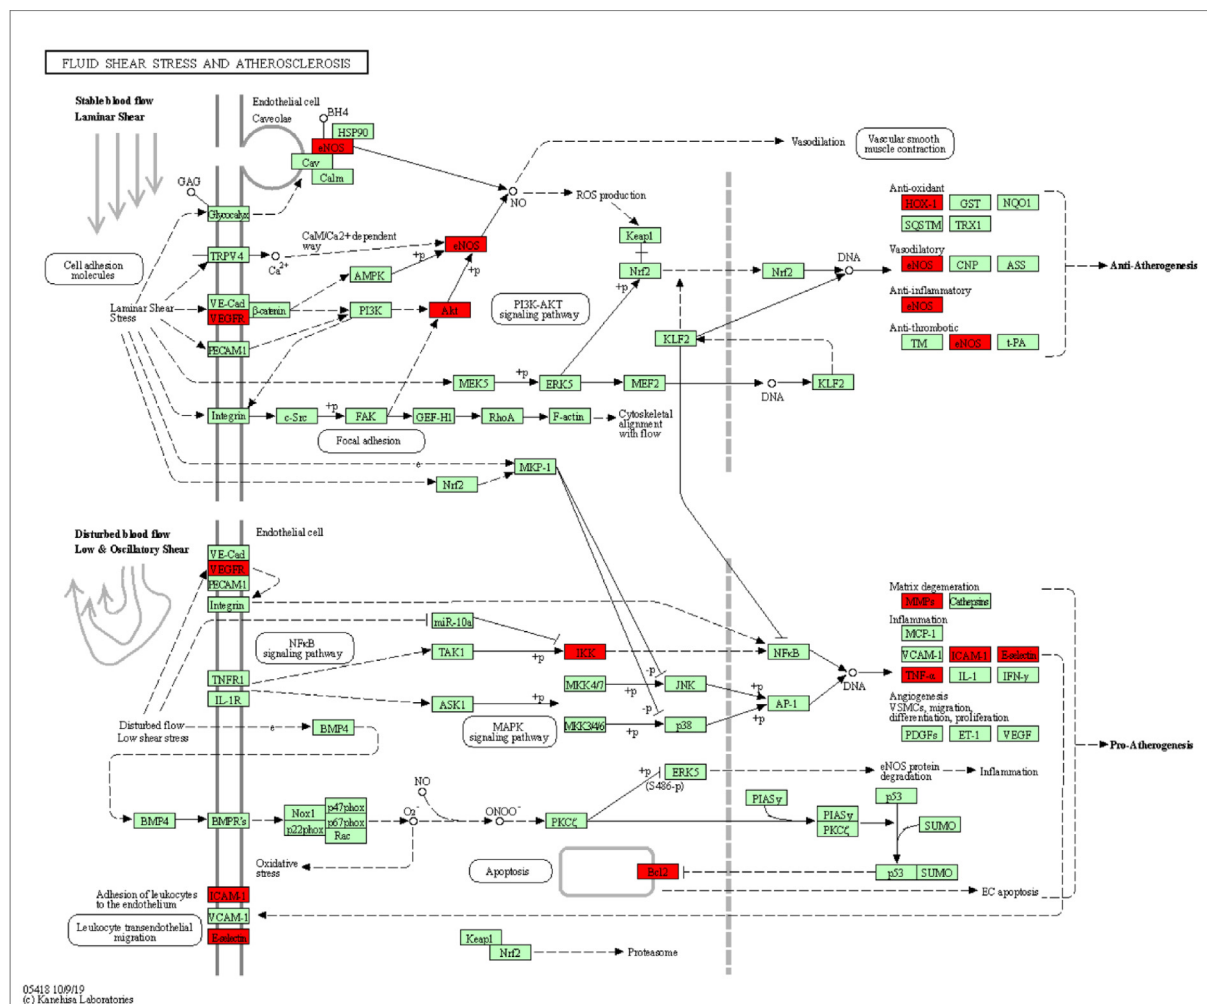 FLUID SHEAR STRESS AND ATHEROSCLEROSIS
Stable blood flow
Laminar Shear
Endothelial cell
Caveolae
BH4
HSP90
eNOS
Cav
Calm
Vasodilation
Vascular smooth
muscle contraction
GAG
Glycocalyx
NO
ROS production
Keap1
Nrf2
+p
Anti-oxidant
HOX-1
GST
NQO1
SQSTM
TRX1
Cell adhesion
molecules
TRPV4
Ca2+
CaM/Ca2+ dependent
way
eNOS
+p
+p
AMPK
Nrf2
DNA
Vasodilatory
eNOS
CNP
ASS
Anti-Atherogenesis
Laminar Shear
Stress
VE-Cad
VEGFR
β-catenin
PI3K
Akt
PI3K-AKT
signaling pathway
Anti-inflammatory
eNOS
PECAM1
KLF2
Anti-thrombotic
TM
eNOS
t-PA
MEK5
+p
ERK5
MEF2
DNA
KLF2
Integrin
c-Src
+p
FAK
GEF-H1
RhoA
F-actin
Cytoskeletal
alignment
with flow
Focal adhesion
e
MKP-1
Nrf2
Disturbed blood flow
Low & Oscillatory Shear
Endothelial cell
VE-Cad
VEGFR
PECAM1
Integrin
Matrix degeneration
MMPs
Cathepsins
miR-10a
NFκB
signaling pathway
TAK1
+p
IKK
NFκB
Inflammation
MCP-1
VCAM-1
ICAM-1
E-selectin
TNF-α
IL-1
IFN-γ
TNFR1
IL-1R
MKK4/7
+p
-p
JNK
+p
DNA
ASK1
+p
AP-1
Angiogenesis
VSMCs, migration,
differentiation, proliferation
PDGFs
ET-1
VEGF
Disturbed flow
Low shear stress
e
BMP4
MAPK
signaling pathway
MKK3/4/6
+p
-p
p38
+p
Pro-Atherogenesis
+p
(S486-p)
ERK5
eNOS protein
degradation
Inflammation
BMP4
BMPR's
Nox1
p22phox
p47phox
p67phox
Rac
O2-
NO
ONOO-
PKCζ
PIASy
PIASy
PKCζ
p53
SUMO
Oxidative
stress
Apoptosis
Bcl2
p53
SUMO
EC apoptosis
Adhesion of leukocytes
to the endothelium
ICAM-1
VCAM-1
E-selectin
Leukocyte transendothelial
migration
Keap1
Nrf2
Proteasome
05418 10/9/19
(c) Kanehisa Laboratories